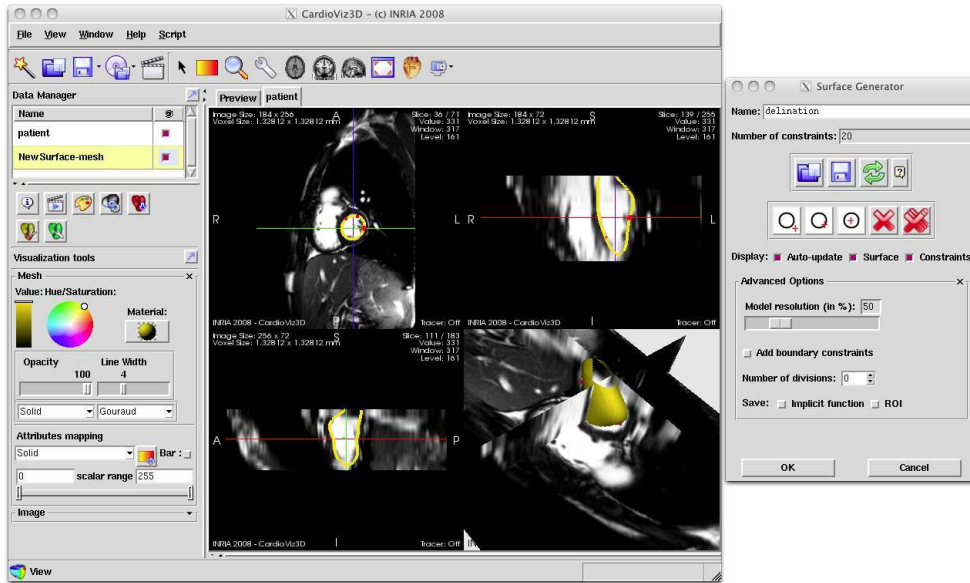 CardioViz3D - (c) INRIA 2008
File View Window Help Script
Data Manager
Name
patient
NewSurface-mesh
Visualization tools
Mesh
Value: Hue/Saturation:
Material:
Opacity Line Width
100 4
Solid Gouraud
Attributes mapping
Solid Bar :
0 scalar range 255
Image
View
Preview patient
Image Size: 184 x 256
Voxel Size: 1.32812 x 1.32812 mm
A
Slice: 36 / 71
Value: 331
Window: 317
Level: 161
R L
INRIA 2008 - CardioViz3D
P
Tracer: Off
Image Size: 184 x 72
Voxel Size: 1.32812 x 1.32812 mm
S
Slice: 139 / 255
Value: 331
Window: 317
Level: 161
R L
INRIA 2008 - CardioViz3D I Tracer: Off
Image Size: 256 x 72
Voxel Size: 1.32812 x 1.32812 mm
S
Slice: 111 / 183
Value: 331
Window: 317
Level: 161
A P
INRIA 2008 - CardioViz3D I Tracer: Off
IN
Surface Generator
Name: delination
Number of constraints: 20
Display: Auto-update Surface Constraints
Advanced Options
Model resolution (in %): 50
Add boundary constraints
Number of divisions: 0
Save: Implicit function ROI
OK Cancel